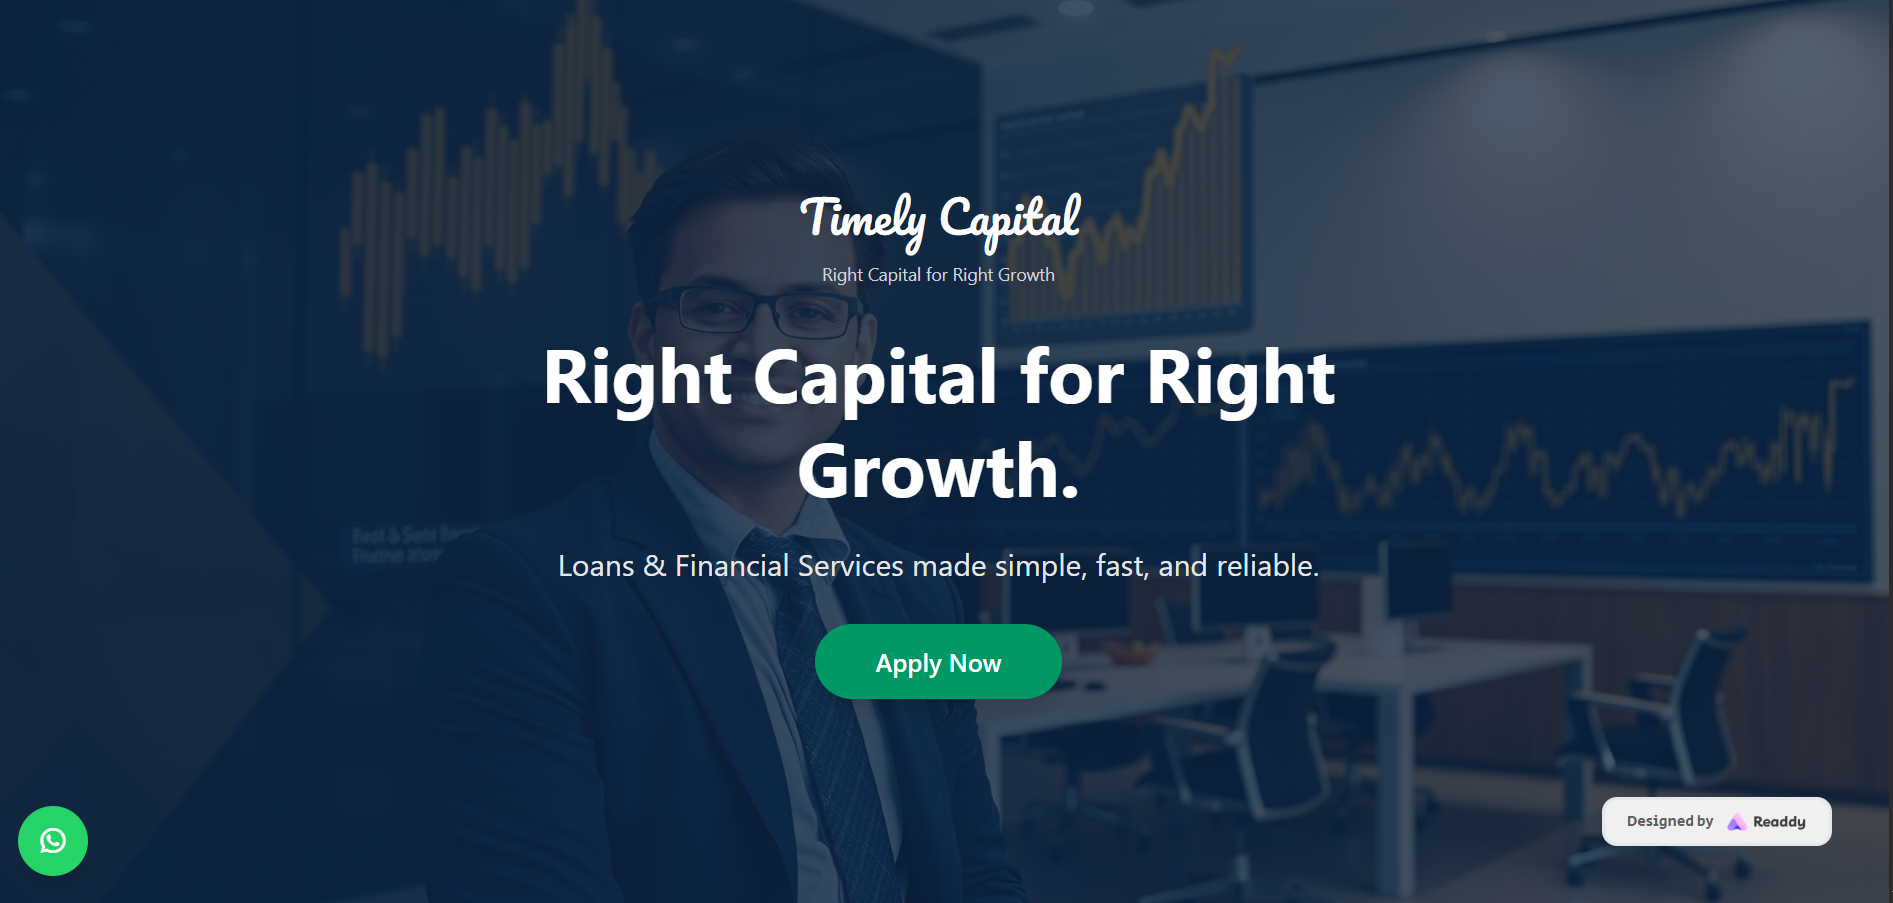 Timely Capital
Right Capital for Right Growth
Right Capital for Right
Growth.
Loans & Financial Services made simple, fast, and reliable.
Apply Now
Designed by Readdy